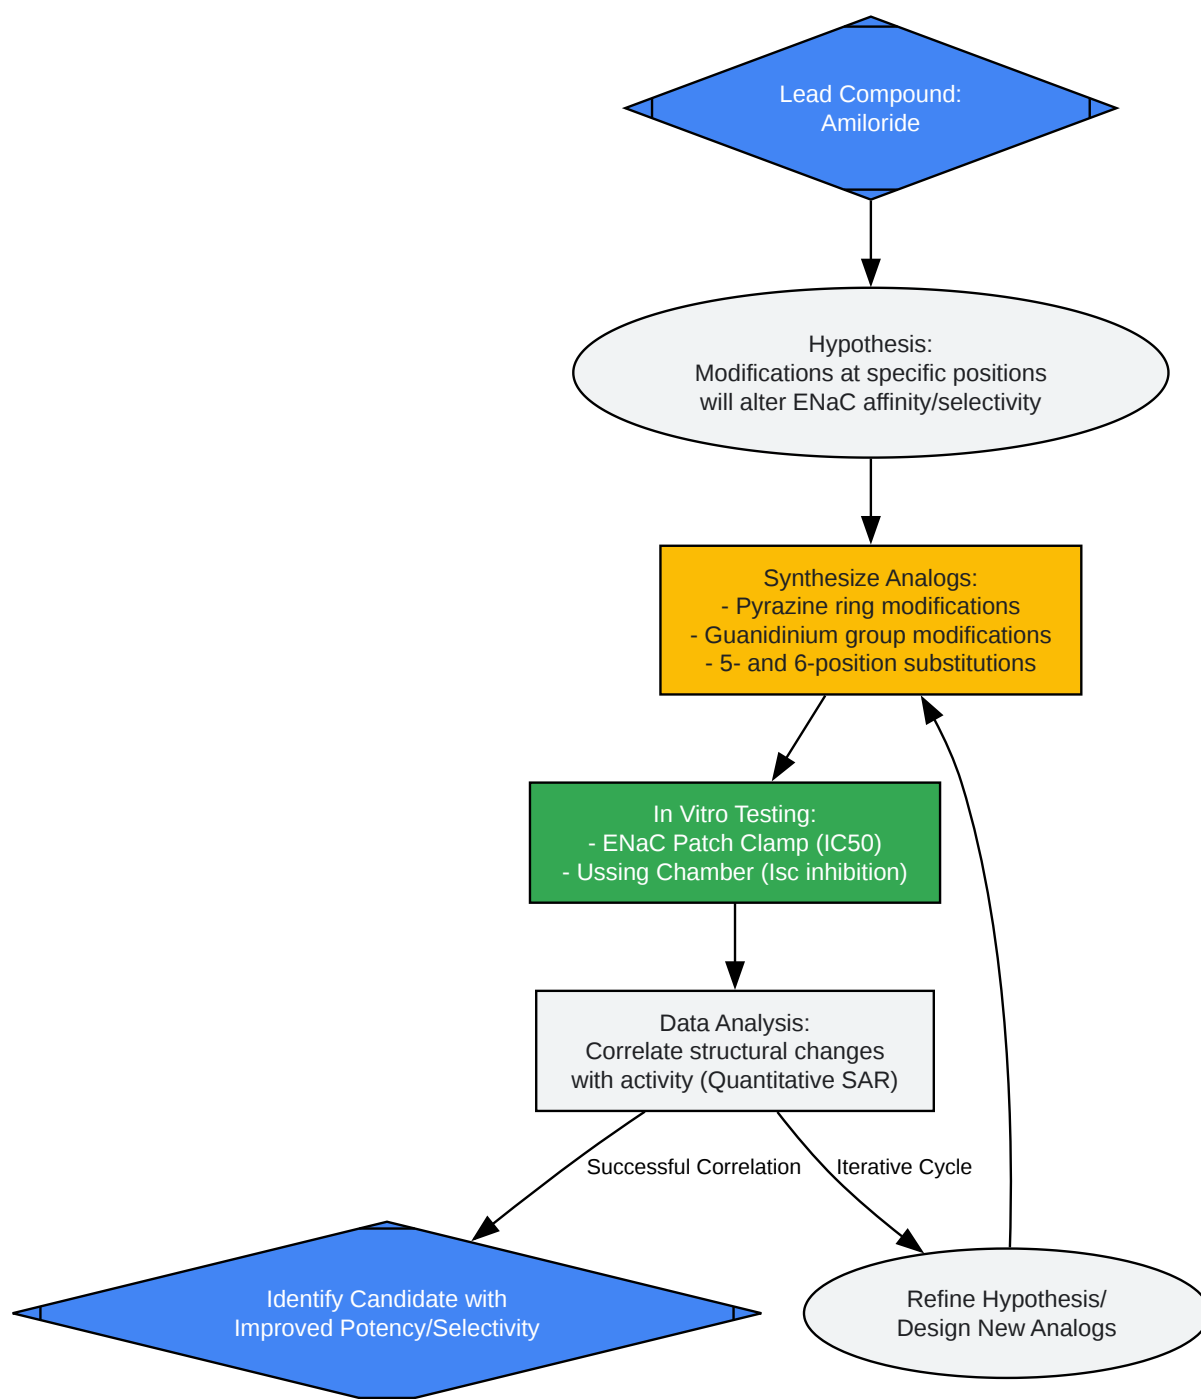 Lead Compound:
Amiloride
Hypothesis:
Modifications at specific positions
will alter ENaC affinity/selectivity
Synthesize Analogs:
- Pyrazine ring modifications
- Guanidinium group modifications
- 5- and 6-position substitutions
In Vitro Testing:
- ENaC Patch Clamp (IC50)
- Ussing Chamber (Isc inhibition)
Data Analysis:
Correlate structural changes
with activity (Quantitative SAR)
Successful Correlation
Iterative Cycle
Identify Candidate with
Improved Potency/Selectivity
Refine Hypothesis/
Design New Analogs